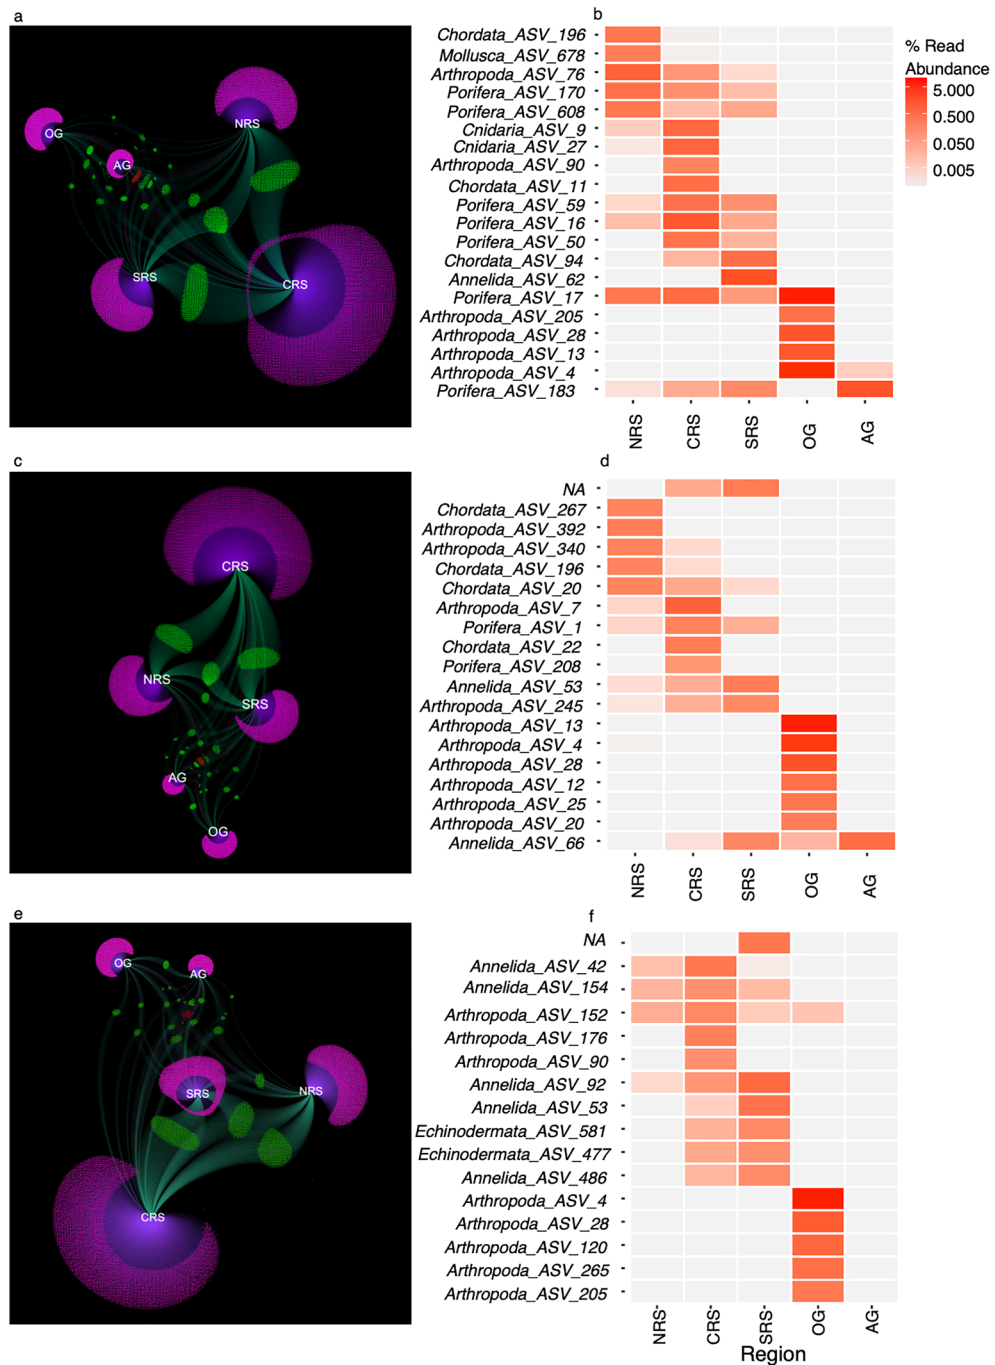 a
OG
NRS
AG
SRS
CRS
b
Chordata_ASV_196
Mollusca_ASV_678
Arthropoda_ASV_76
Porifera_ASV_170
Porifera_ASV_608
Cnidaria_ASV_9
Cnidaria_ASV_27
Arthropoda_ASV_90
Chordata_ASV_11
Porifera_ASV_59
Porifera_ASV_16
Porifera_ASV_50
Chordata_ASV_94
Annelida_ASV_62
Porifera_ASV_17
Arthropoda_ASV_205
Arthropoda_ASV_28
Arthropoda_ASV_13
Arthropoda_ASV_4
Porifera_ASV_183
NRS
CRS
SRS
OG
AG
% Read
Abundance
5.000
0.500
0.050
0.005
c
CRS
NRS
SRS
AG
OG
d
NA
Chordata_ASV_267
Arthropoda_ASV_392
Arthropoda_ASV_340
Chordata_ASV_196
Chordata_ASV_20
Arthropoda_ASV_7
Porifera_ASV_1
Chordata_ASV_22
Porifera_ASV_208
Annelida_ASV_53
Arthropoda_ASV_245
Arthropoda_ASV_13
Arthropoda_ASV_4
Arthropoda_ASV_28
Arthropoda_ASV_12
Arthropoda_ASV_25
Arthropoda_ASV_20
Annelida_ASV_66
NRS
CRS
SRS
OG
AG
e
OG
AG
SRS
NRS
CRS
f
NA
Annelida_ASV_42
Annelida_ASV_154
Arthropoda_ASV_152
Arthropoda_ASV_176
Arthropoda_ASV_90
Annelida_ASV_92
Annelida_ASV_53
Echinodermata_ASV_581
Echinodermata_ASV_477
Annelida_ASV_486
Arthropoda_ASV_4
Arthropoda_ASV_28
Arthropoda_ASV_120
Arthropoda_ASV_265
Arthropoda_ASV_205
NRS
CRS
SRS
OG
AG
Region